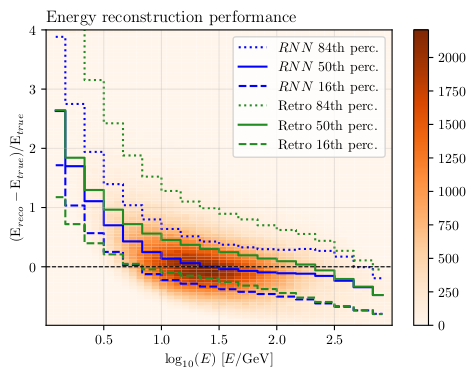 Energy reconstruction performance
(E_reco − E_true)/E_true
4
3
2
1
0
RNN 84th perc.
RNN 50th perc.
RNN 16th perc.
Retro 84th perc.
Retro 50th perc.
Retro 16th perc.
0.5 1.0 1.5 2.0 2.5
log10(E) [E/GeV]
2000
1750
1500
1250
1000
750
500
250
0